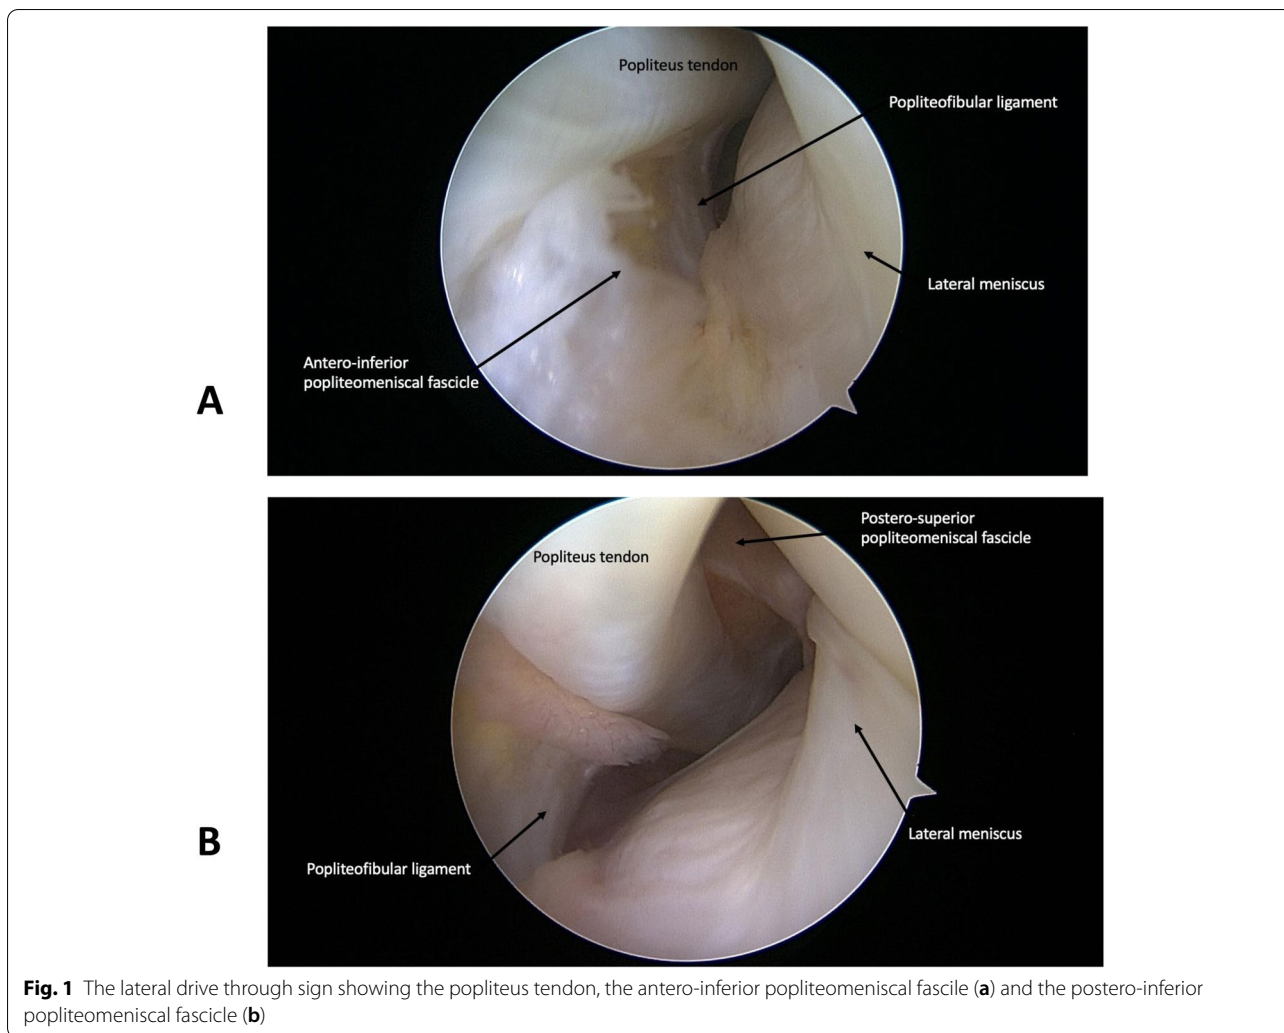 Popliteus tendon
Popliteofibular ligament
Lateral meniscus
Antero-inferior
popliteomeniscal fascicle
A
Postero-superior
popliteomeniscal fascicle
Popliteus tendon
Lateral meniscus
B
Popliteofibular ligament
Fig. 1 The lateral drive through sign showing the popliteus tendon, the antero-inferior popliteomeniscal fascile (a) and the postero-inferior
popliteomeniscal fascicle (b)